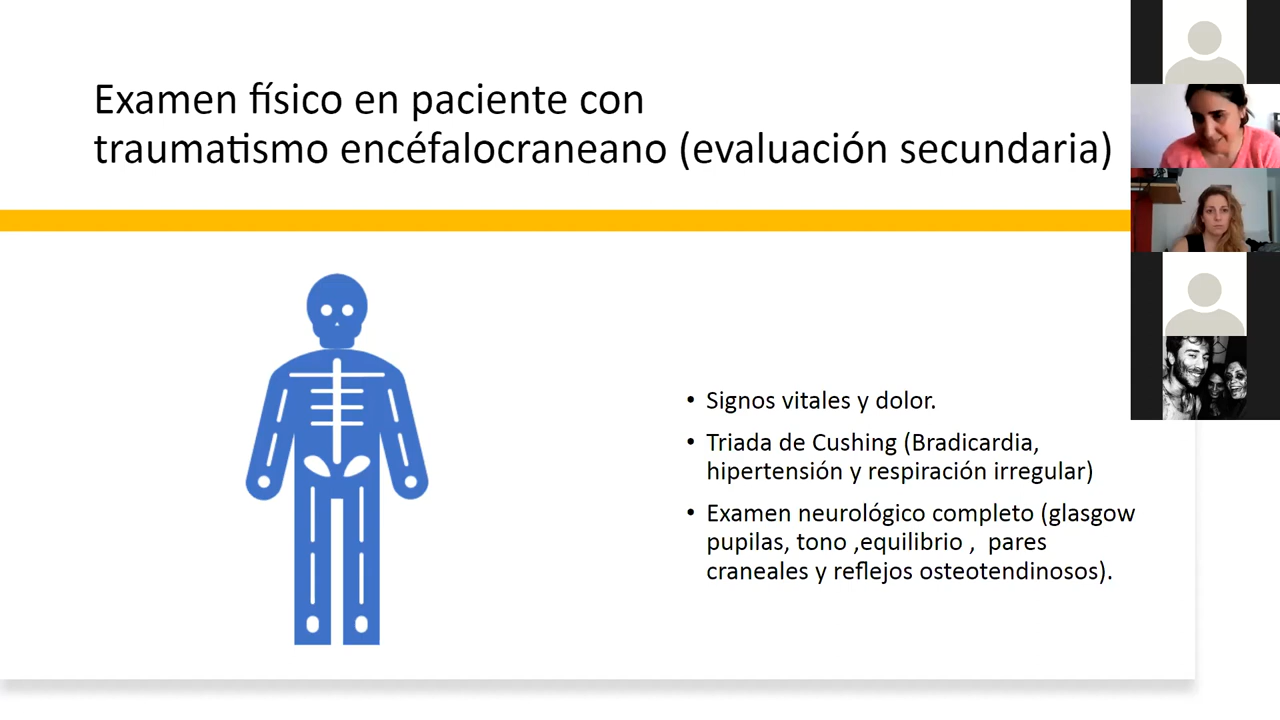 Examen físico en paciente con
traumatismo encéfalocraneano (evaluación secundaria)
• Signos vitales y dolor.
• Triada de Cushing (Bradicardia,
hipertensión y respiración irregular)
• Examen neurológico completo (glasgow
pupilas, tono ,equilibrio , pares
craneales y reflejos osteotendinosos).